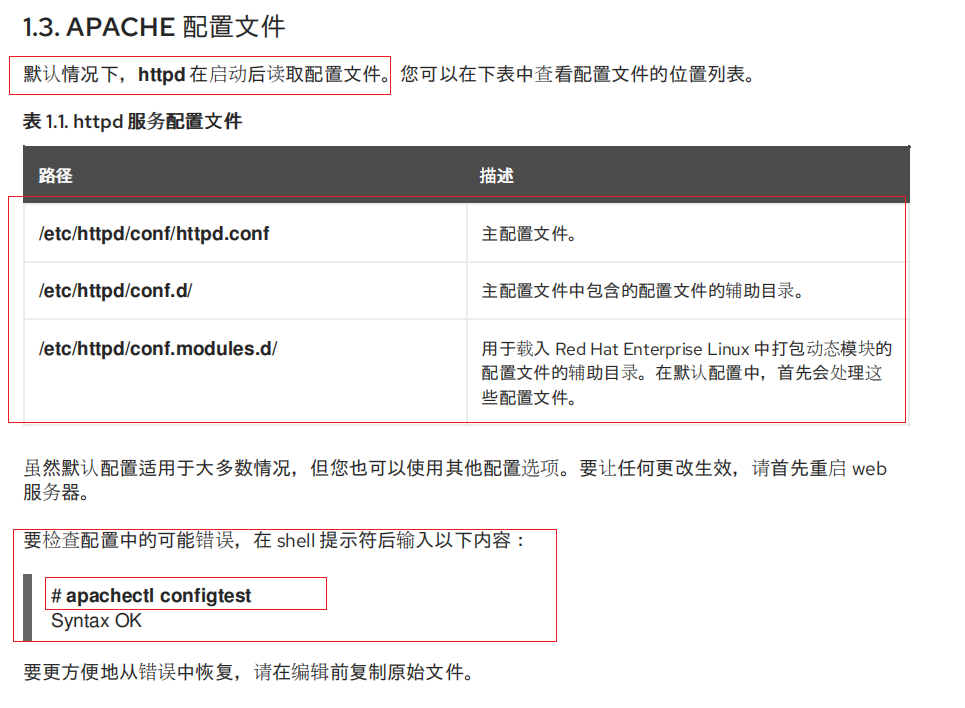 1.3. APACHE 配置文件
默认情况下，httpd 在启动后读取配置文件。您可以在下表中查看配置文件的位置列表。
表 1.1. httpd 服务配置文件
路径 描述
/etc/httpd/conf/httpd.conf 主配置文件。
/etc/httpd/conf.d/ 主配置文件中包含的配置文件的辅助目录。
/etc/httpd/conf.modules.d/ 用于载入 Red Hat Enterprise Linux 中打包动态模块的
配置文件的辅助目录。在默认配置中，首先会处理这
些配置文件。
虽然默认配置适用于大多数情况，但您也可以使用其他配置选项。要让任何更改生效，请首先重启 web
服务器。
要检查配置中的可能错误，在 shell 提示符后输入以下内容：
# apachectl configtest
Syntax OK
要更方便地从错误中恢复，请在编辑前复制原始文件。